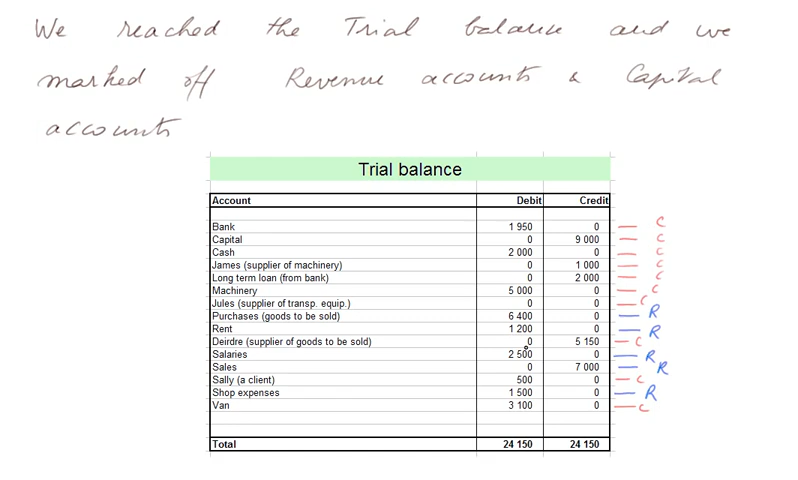 We reached the Trial balance and we
marked off Revenue accounts & Capital
accounts
Trial balance
Account Debit Credit
Bank 1 950 0 — C
Capital 0 9 000 — C
Cash 2 000 0 — C
James (supplier of machinery) 0 1 000 — C
Long term loan (from bank) 0 2 000 — C
Machinery 5 000 0 — C
Jules (supplier of transp. equip.) 0 0 — C
Purchases (goods to be sold) 6 400 0 — R
Rent 1 200 0 — R
Deirdre (supplier of goods to be sold) 0 5 150 — C
Salaries 2 500 0 — R
Sales 0 7 000 — R
Sally (a client) 500 0 — C
Shop expenses 1 500 0 — R
Van 3 100 0 — C
Total 24 150 24 150